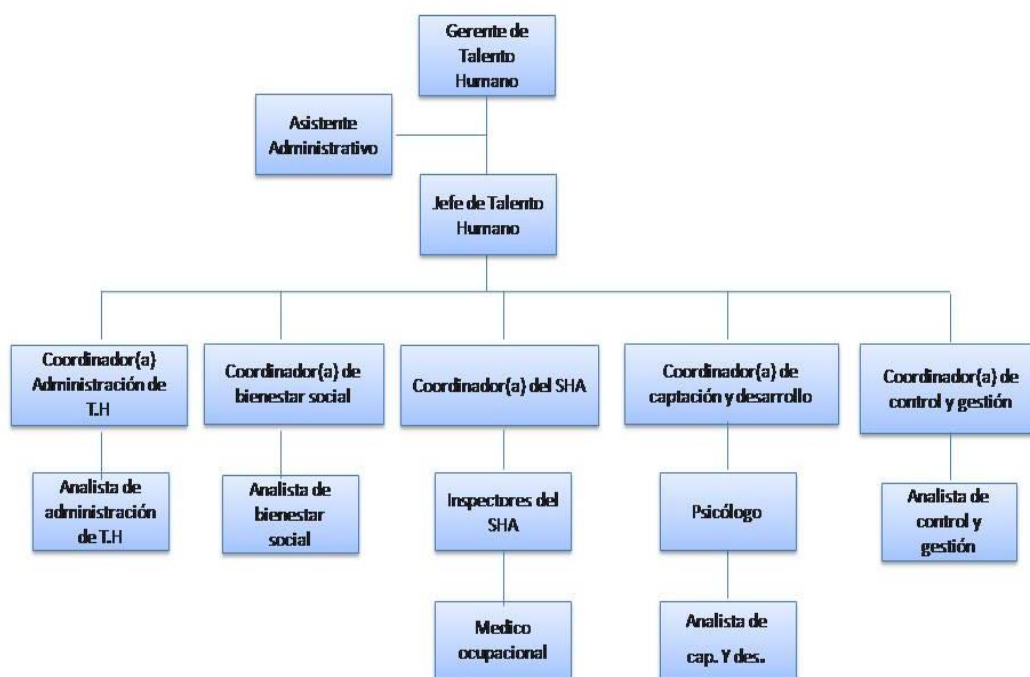 Gerente de
Talento
Humano
Asistente
Administrativo
Jefe de Talento
Humano
Coordinador(a)
Administración de
T.H
Coordinador(a) de
bienestar social
Coordinador(a) del SHA
Coordinador(a) de
captación y desarrollo
Coordinador(a) de
control y gestión
Analista de
administración
de T.H
Analista de
bienestar
social
Inspectores del
SHA
Psicólogo
Analista de
control y
gestión
Medico
ocupacional
Analista de
cap. Y des.